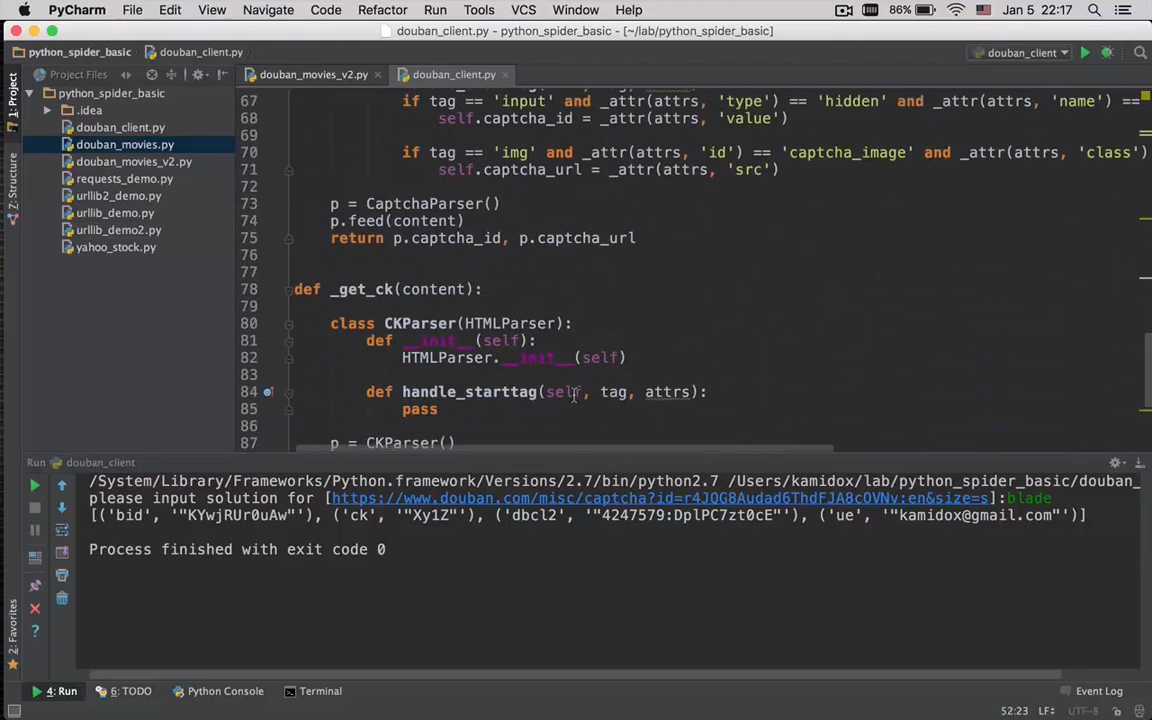 PyCharm File Edit View Navigate Code Refactor Run Tools VCS Window Help 86% Jan 5 22:17
douban_client.py - python_spider_basic - [~/lab/python_spider_basic]
python_spider_basic douban_client.py douban_client
1: Project
Project Files
douban_movies_v2.py douban_client.py
python_spider_basic
.idea
douban_client.py
douban_movies.py
douban_movies_v2.py
requests_demo.py
urllib2_demo.py
urllib_demo.py
urllib_demo2.py
yahoo_stock.py
Z: Structure
67 if tag == 'input' and _attr(attrs, 'type') == 'hidden' and _attr(attrs, 'name') ==
68 self.captcha_id = _attr(attrs, 'value')
69
70 if tag == 'img' and _attr(attrs, 'id') == 'captcha_image' and _attr(attrs, 'class')
71 self.captcha_url = _attr(attrs, 'src')
72
73 p = CaptchaParser()
74 p.feed(content)
75 return p.captcha_id, p.captcha_url
76
77
78 def _get_ck(content):
79
80 class CKParser(HTMLParser):
81 def __init__(self):
82 HTMLParser.__init__(self)
83
84 def handle_starttag(self, tag, attrs):
85 pass
86
87 p = CKParser()
Run douban_client
/System/Library/Frameworks/Python.framework/Versions/2.7/bin/python2.7 /Users/kamidox/lab/python_spider_basic/douban_
please input solution for [https://www.douban.com/misc/captcha?id=r4JQG8Audad6ThdFJA8cOVNv:en&size=s]:blade
[('bid', '"KYwjRUr0uAw"'), ('ck', '"Xy1Z"'), ('dbcl2', '"4247579:DplPC7zt0cE"'), ('ue', '"kamidox@gmail.com"')]
Process finished with exit code 0
2: Favorites
4: Run 6: TODO Python Console Terminal Event Log
52:23 LF UTF-8